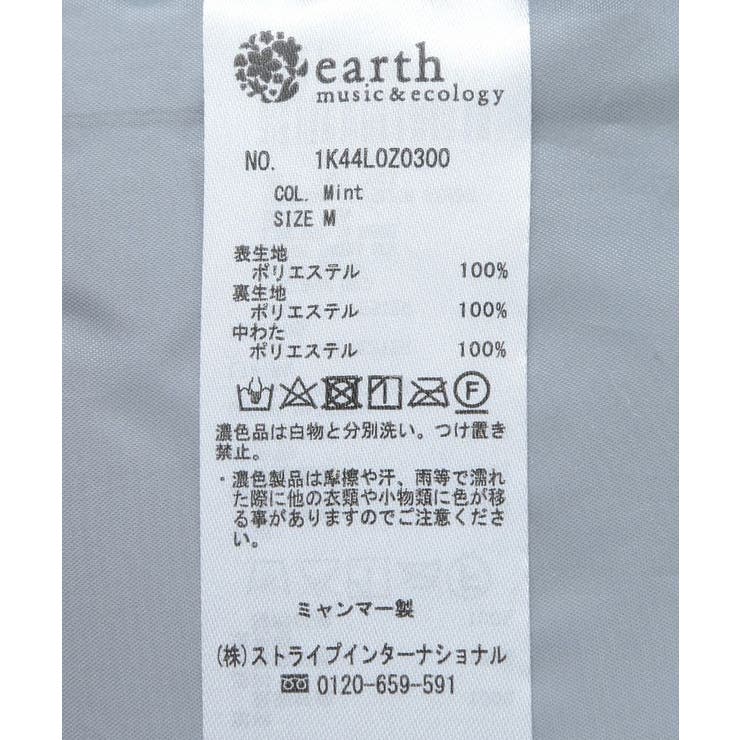 earth
music&ecology
NO. 1K44L0Z0300
COL. Mint
SIZE M
表生地
ポリエステル 100%
裏生地
ポリエステル 100%
中わた
ポリエステル 100%
濃色品は白物と分別洗い。つけ置き
禁止。
・濃色製品は摩擦や汗、雨等で濡れ
た際に他の衣類や小物類に色が移
る事がありますのでご注意くださ
い。
ミャンマー製
(株)ストライプインターナショナル
0120-659-591